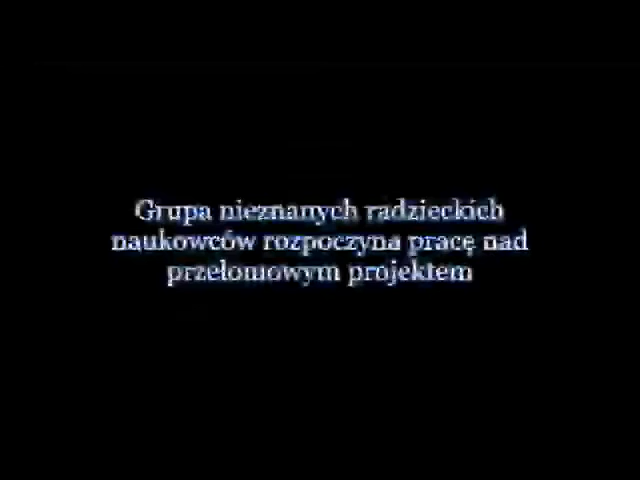 Grupa nieznanych radzieckich
naukowców rozpoczyna pracę nad
przełomowym projektem